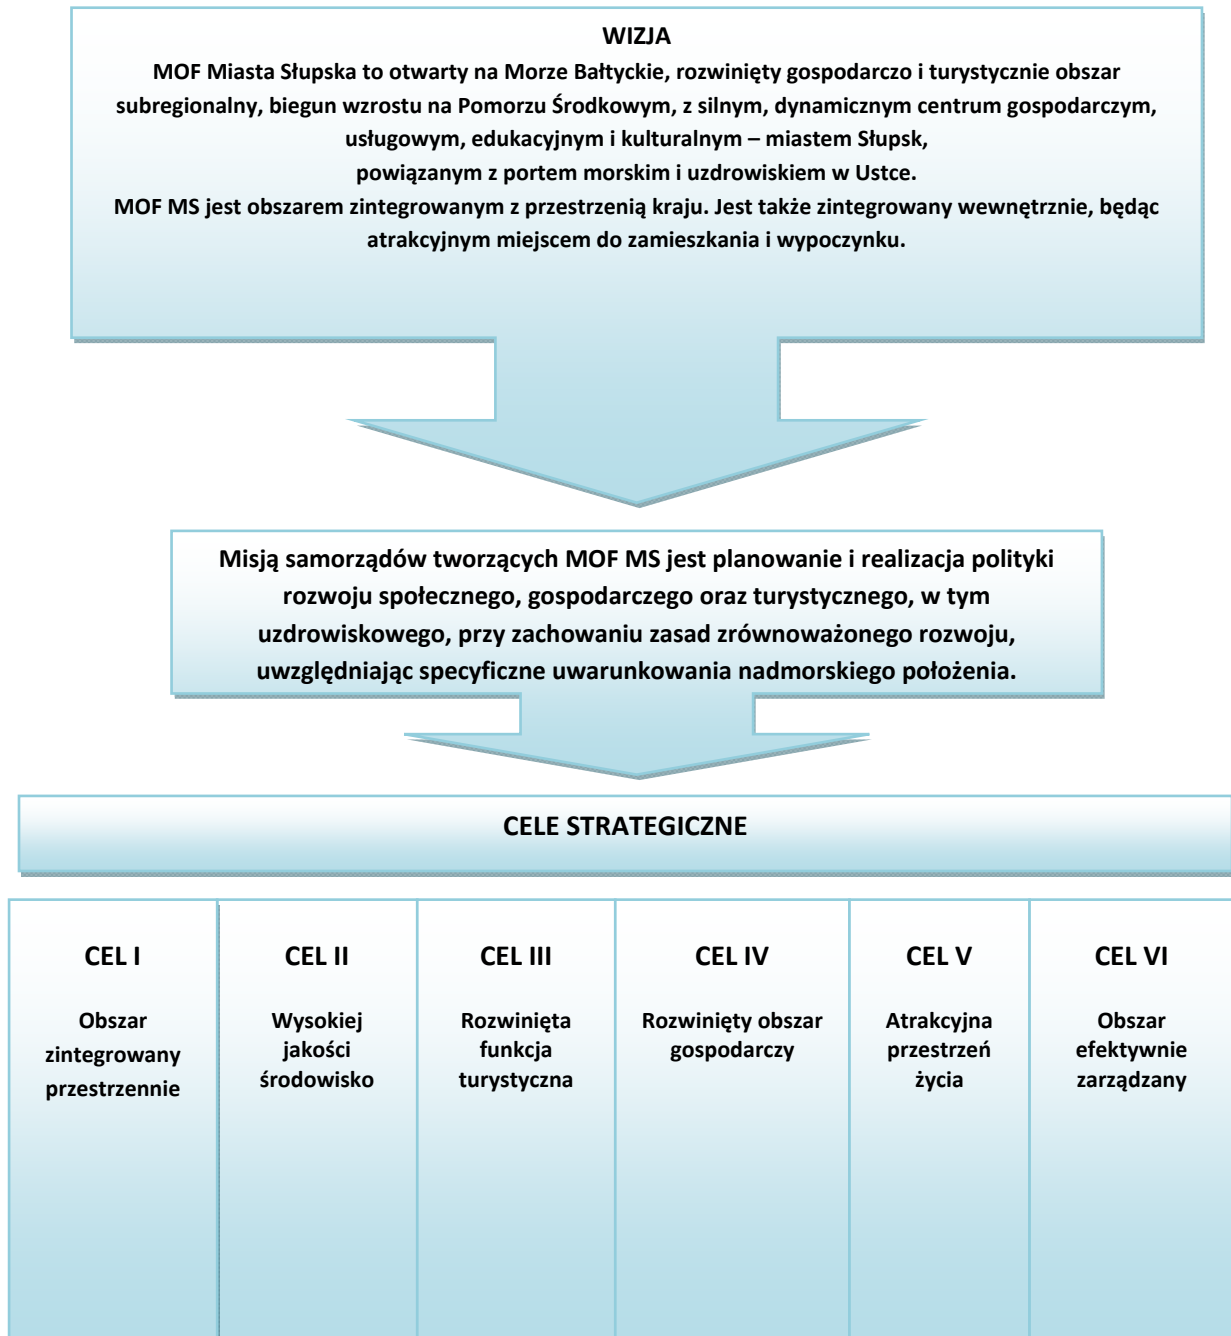 WIZJA
MOF Miasta Słupska to otwarty na Morze Bałtyckie, rozwinięty gospodarczo i turystycznie obszar
subregionalny, biegun wzrostu na Pomorzu Środkowym, z silnym, dynamicznym centrum gospodarczym,
usługowym, edukacyjnym i kulturalnym – miastem Słupsk,
powiązanym z portem morskim i uzdrowiskiem w Ustce.
MOF MS jest obszarem zintegrowanym z przestrzenią kraju. Jest także zintegrowany wewnętrznie, będąc
atrakcyjnym miejscem do zamieszkania i wypoczynku.
Misją samorządów tworzących MOF MS jest planowanie i realizacja polityki
rozwoju społecznego, gospodarczego oraz turystycznego, w tym
uzdrowiskowego, przy zachowaniu zasad zrównoważonego rozwoju,
uwzględniając specyficzne uwarunkowania nadmorskiego położenia.
CELE STRATEGICZNE
CEL I
Obszar
zintegrowany
przestrzennie
CEL II
Wysokiej
jakości
środowisko
CEL III
Rozwinięta
funkcja
turystyczna
CEL IV
Rozwinięty obszar
gospodarczy
CEL V
Atrakcyjna
przestrzeń
życia
CEL VI
Obszar
efektywnie
zarządzany